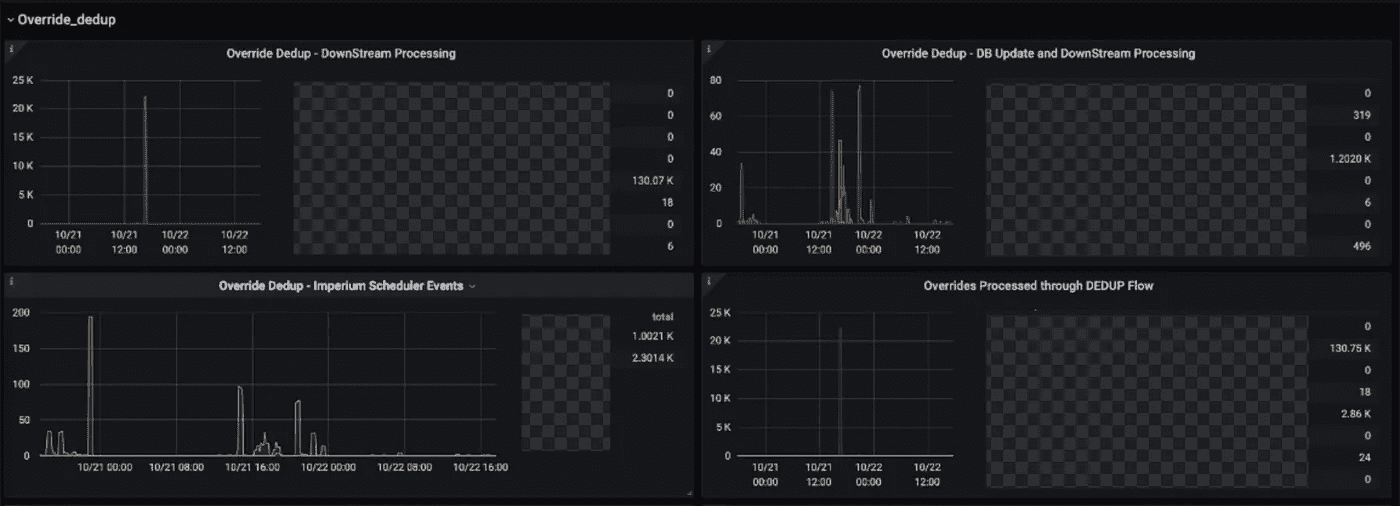 Override_dedup
i
Override Dedup - DownStream Processing
25 K
20 K
15 K
10 K
5 K
0
10/21 00:00
10/21 12:00
10/22 00:00
10/22 12:00
0
0
0
0
130.07 K
18
0
6
i
Override Dedup - DB Update and DownStream Processing
80
60
40
20
0
10/21 00:00
10/21 12:00
10/22 00:00
10/22 12:00
0
319
0
1.2020 K
0
6
0
496
i
Override Dedup - Imperium Scheduler Events
200
150
100
50
0
10/21 00:00
10/21 08:00
10/21 16:00
10/22 00:00
10/22 08:00
10/22 16:00
total
1.0021 K
2.3014 K
i
Overrides Processed through DEDUP Flow
25 K
20 K
15 K
10 K
5 K
0
10/21 00:00
10/21 12:00
10/22 00:00
10/22 12:00
0
130.75 K
0
18
2.86 K
0
24
0